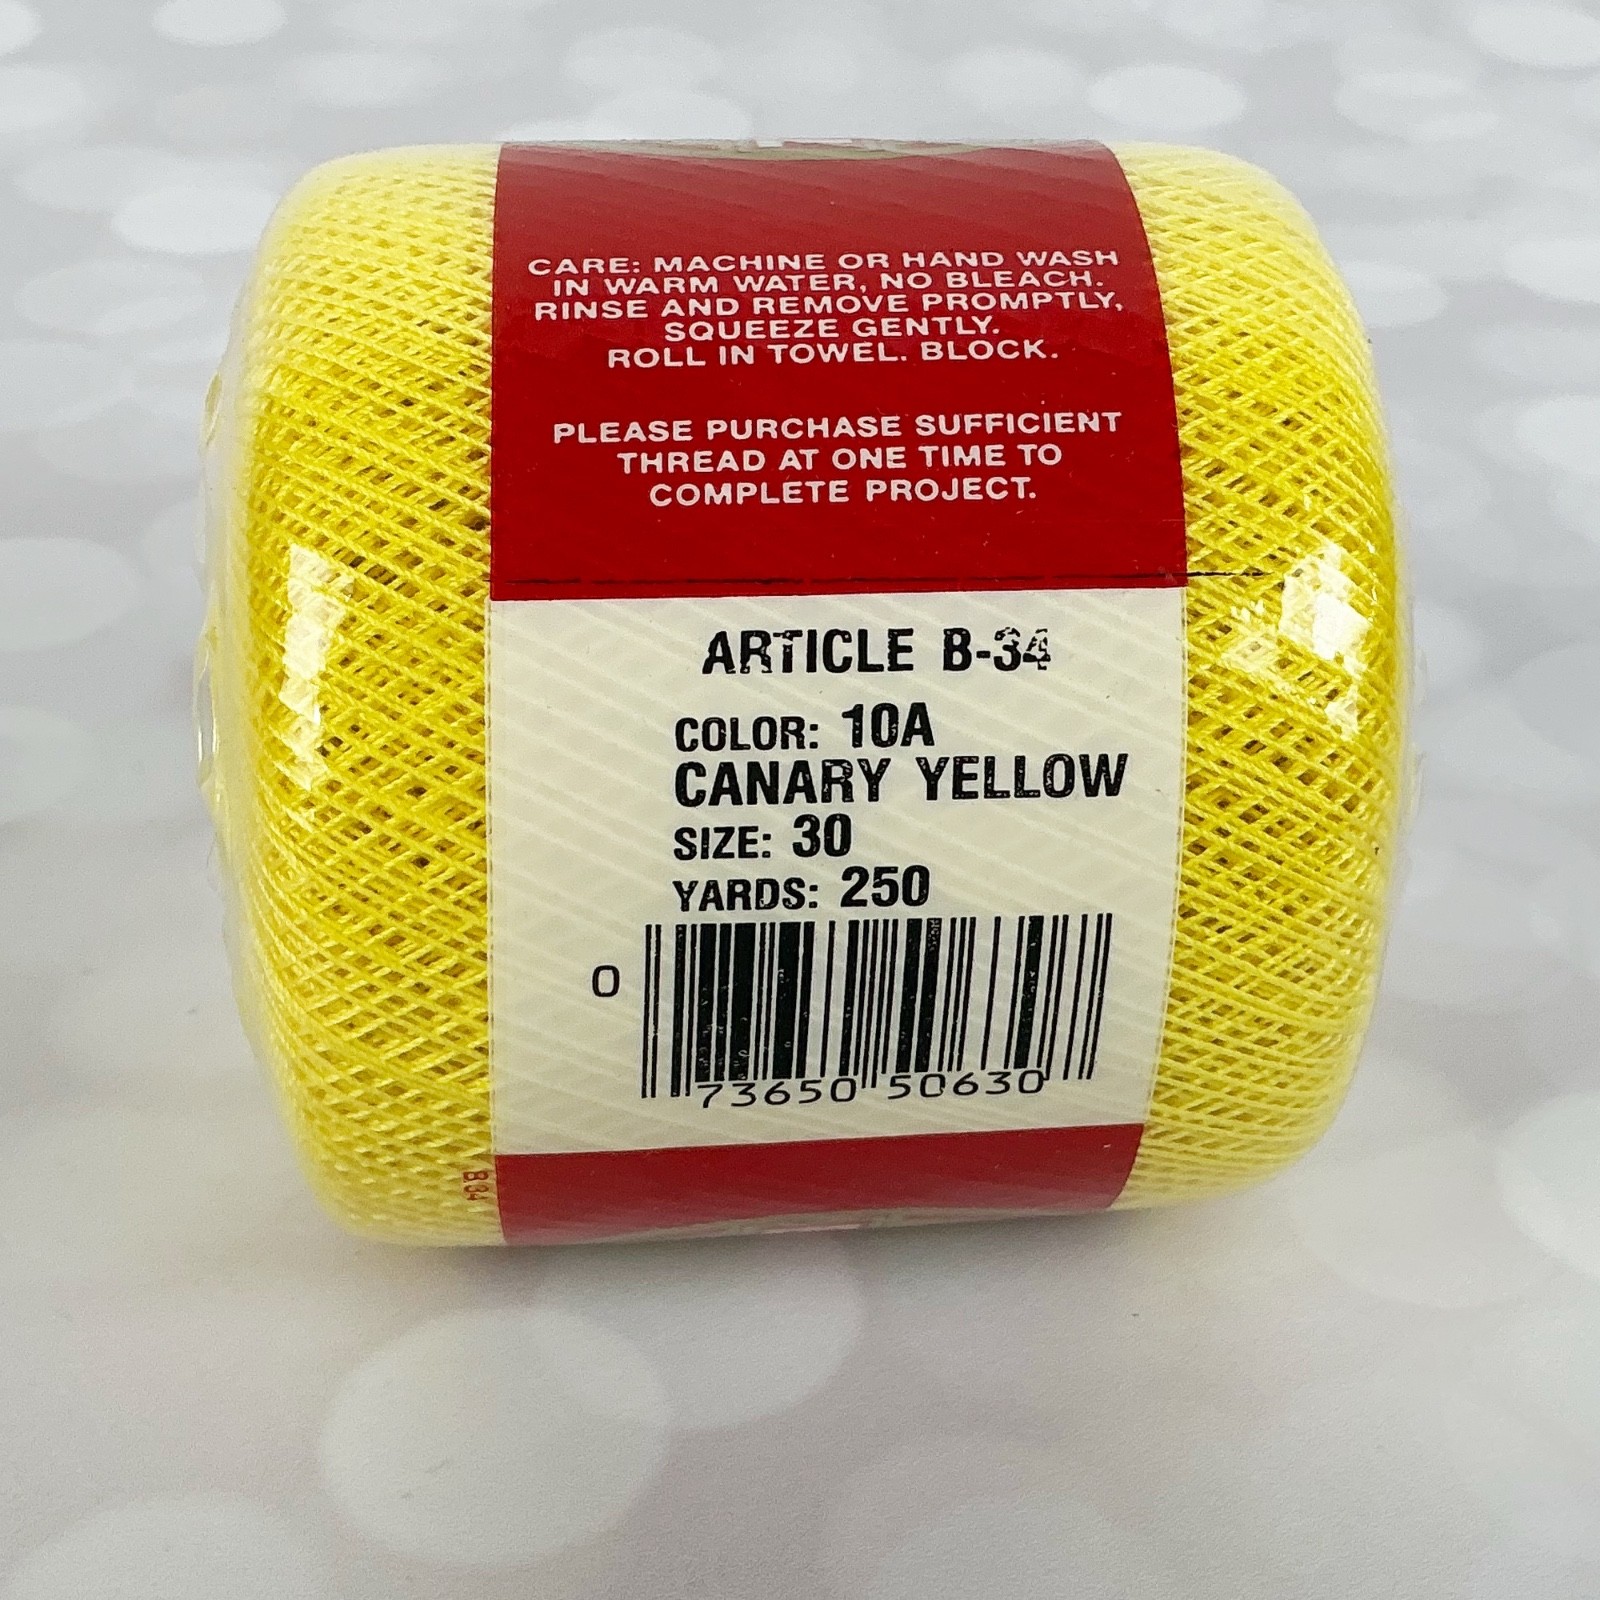 CARE: MACHINE OR HAND WASH
IN WARM WATER, NO BLEACH.
RINSE AND REMOVE PROMPTLY,
SQUEEZE GENTLY.
ROLL IN TOWEL. BLOCK.
PLEASE PURCHASE SUFFICIENT
THREAD AT ONE TIME TO
COMPLETE PROJECT.
ARTICLE B-34
COLOR: 10A
CANARY YELLOW
SIZE: 30
YARDS: 250
0 73650 50630
B.34